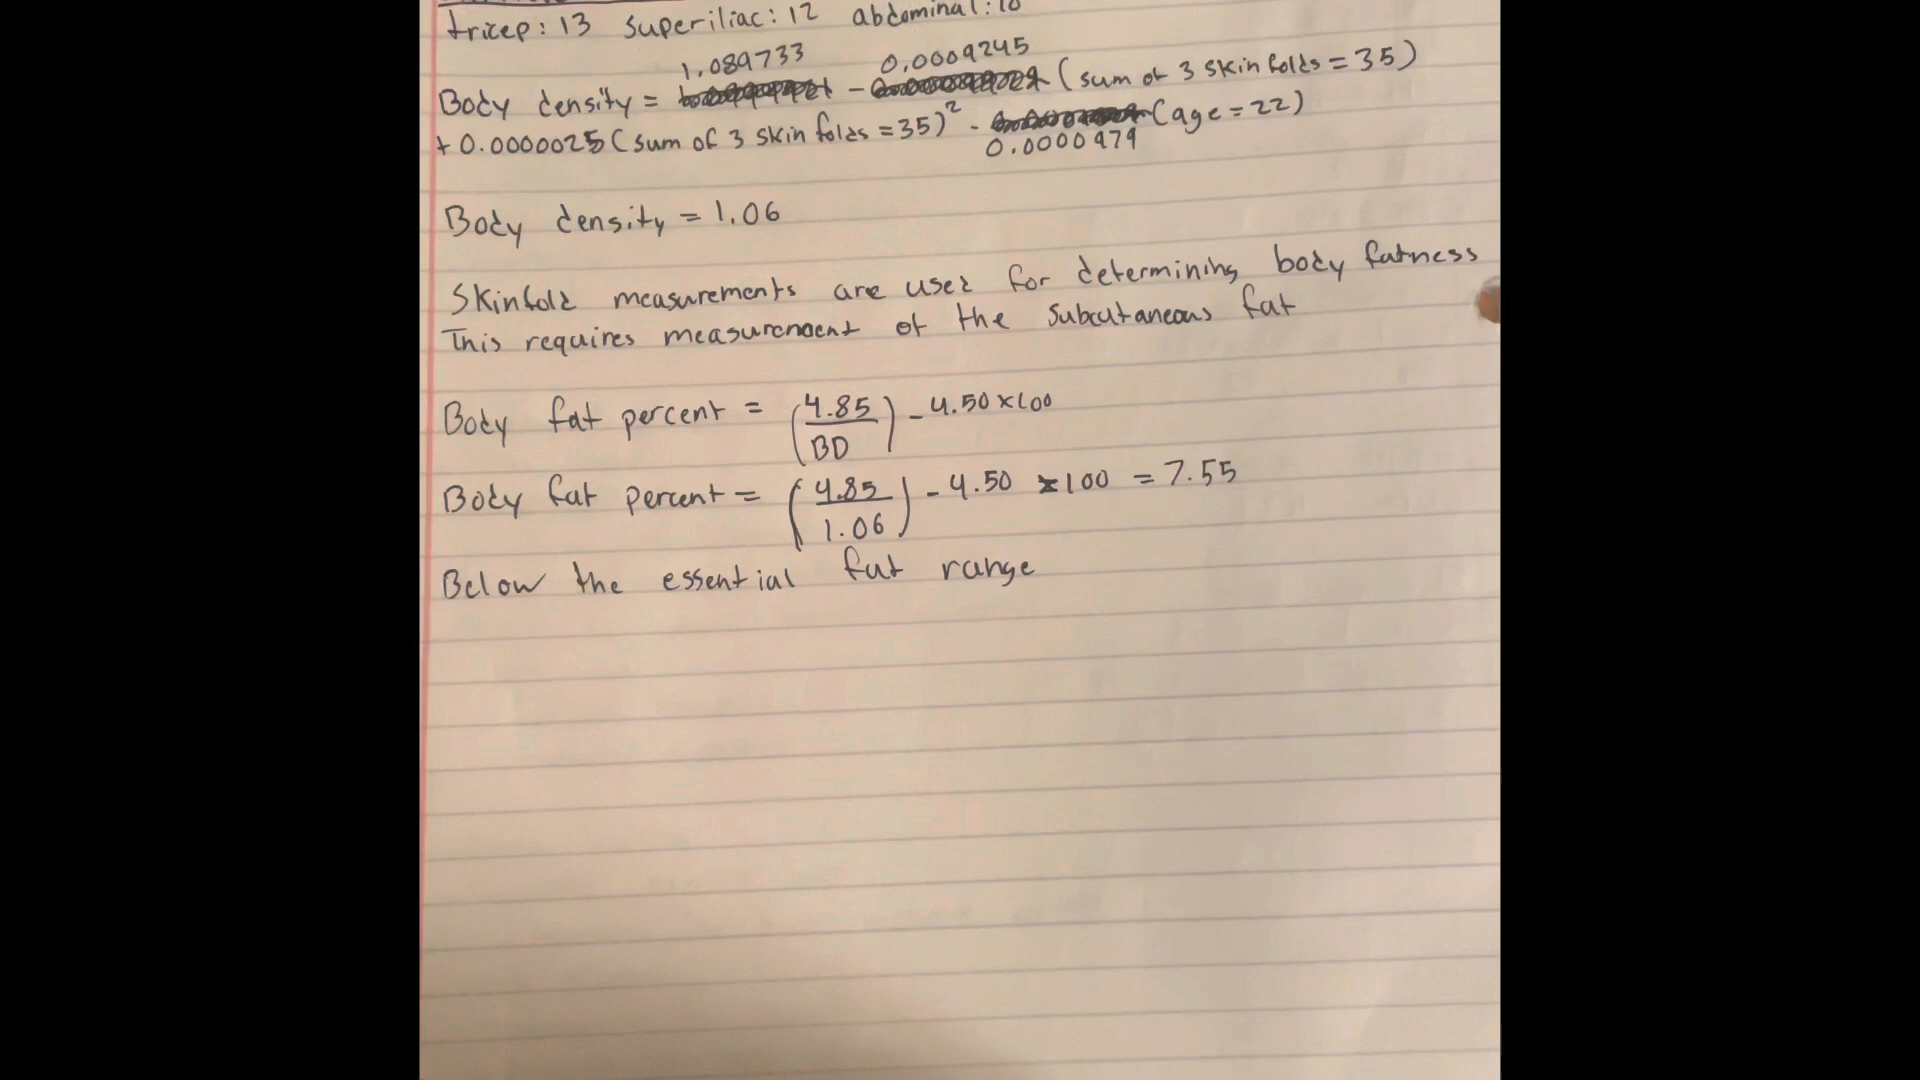 tricep: 13 superiliac: 12 abdominal: 10
1.089733 0.0009245
Body density = - (sum of 3 skin folds = 35)
+ 0.0000025 (sum of 3 skin folds = 35)² - (age = 22)
0.0000979
Body density = 1.06
Skinfold measurements are used for determining body fatness
This requires measurement of the subcutaneous fat
Body fat percent = (4.85 / BD) - 4.50 x 100
Body fat percent = (4.85 / 1.06) - 4.50 x 100 = 7.55
Below the essential fat range